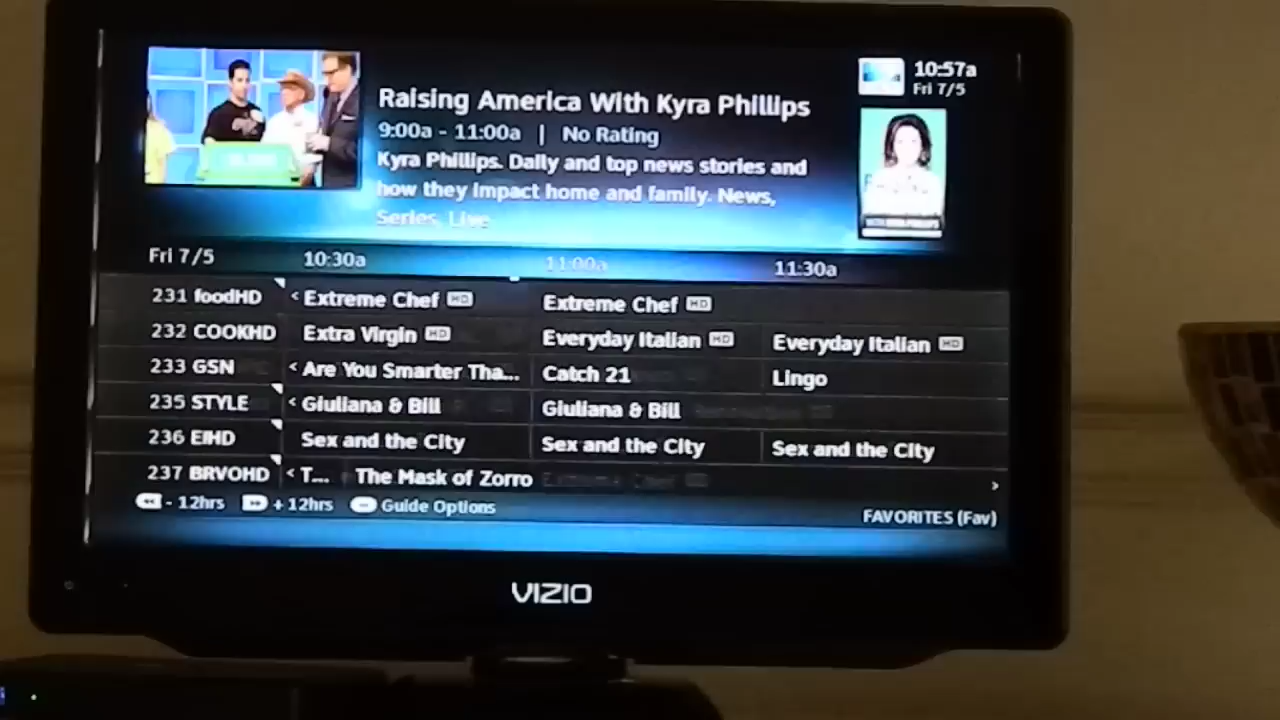 Raising America With Kyra Phillips
10:57a
Fri 7/5
9:00a - 11:00a | No Rating
Kyra Phillips. Daily and top news stories and
how they impact home and family. News,
Series, Live
Fri 7/5 10:30a 11:00a 11:30a
231 foodHD < Extreme Chef HD Extreme Chef HD
232 COOKHD Extra Virgin HD Everyday Italian HD Everyday Italian HD
233 GSN < Are You Smarter Tha... Catch 21 Lingo
235 STYLE < Giuliana & Bill Giuliana & Bill
236 E!HD Sex and the City Sex and the City Sex and the City
237 BRVOHD < T... The Mask of Zorro >
- 12hrs + 12hrs Guide Options FAVORITES (Fav)
VIZIO